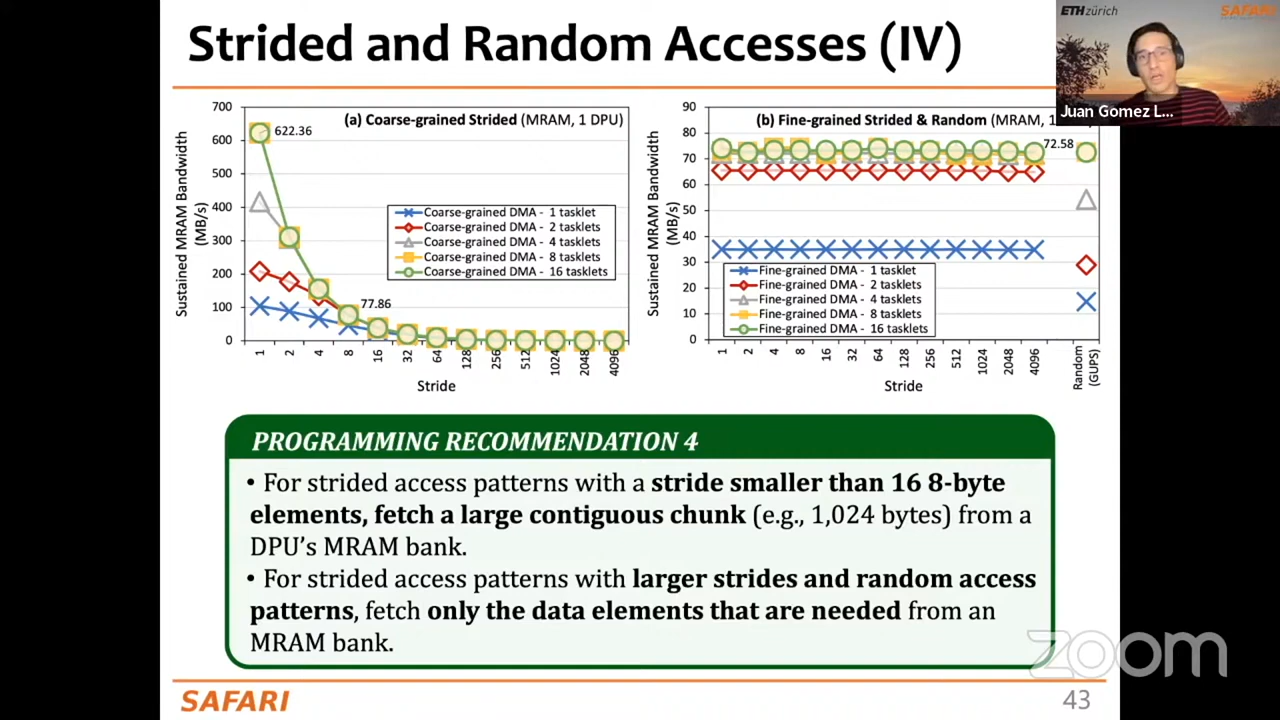 Strided and Random Accesses (IV)
ETH zürich
SAFARI
Juan Gomez L...
700
600
500
400
300
200
100
0
Sustained MRAM Bandwidth
(MB/s)
(a) Coarse-grained Strided (MRAM, 1 DPU)
622.36
77.86
Coarse-grained DMA - 1 tasklet
Coarse-grained DMA - 2 tasklets
Coarse-grained DMA - 4 tasklets
Coarse-grained DMA - 8 tasklets
Coarse-grained DMA - 16 tasklets
1 2 4 8 16 32 64 128 256 512 1024 2048 4096
Stride
90
80
70
60
50
40
30
20
10
0
Sustained MRAM Bandwidth
(MB/s)
(b) Fine-grained Strided & Random (MRAM, 1
72.58
Fine-grained DMA - 1 tasklet
Fine-grained DMA - 2 tasklets
Fine-grained DMA - 4 tasklets
Fine-grained DMA - 8 tasklets
Fine-grained DMA - 16 tasklets
1 2 4 8 16 32 64 128 256 512 1024 2048 4096
Random
(GUPS)
Stride
PROGRAMMING RECOMMENDATION 4
• For strided access patterns with a stride smaller than 16 8-byte
elements, fetch a large contiguous chunk (e.g., 1,024 bytes) from a
DPU's MRAM bank.
• For strided access patterns with larger strides and random access
patterns, fetch only the data elements that are needed from an
MRAM bank.
zoom
SAFARI
43